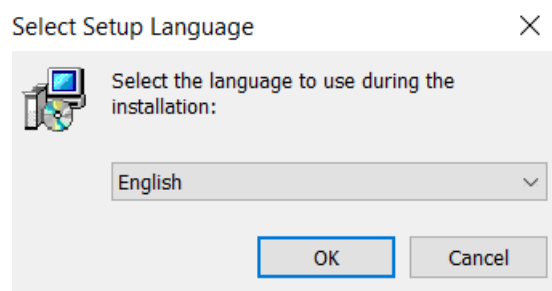 Select Setup Language
Select the language to use during the
installation:
English
OK
Cancel